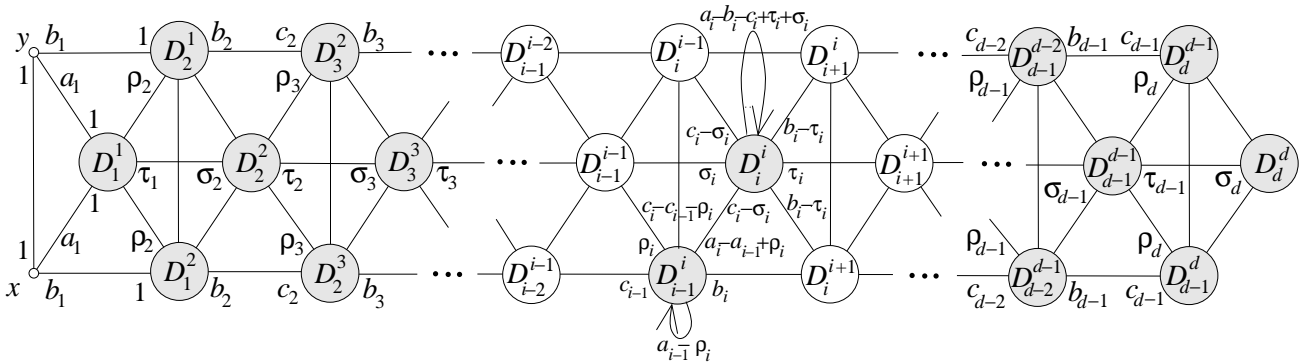 a_i–b_i–c_i+τ_i+σ_i
y b_1 1 D_2^1 b_2 c_2 D_3^2 b_3 ••• D_{i–1}^{i–2} D_i^{i–1} D_{i+1}^i ••• c_{d–2} D_{d–1}^{d–2} b_{d–1} c_{d–1} D_d^{d–1}
1 a_1 ρ_2 ρ_3 ρ_{d–1} ρ_d
1 c_i–σ_i b_i–τ_i
D_1^1 τ_1 σ_2 D_2^2 τ_2 σ_3 D_3^3 τ_3 ••• D_{i–1}^{i–1} σ_i D_i^i τ_i D_{i+1}^{i+1} ••• σ_{d–1} D_{d–1}^{d–1} τ_{d–1} σ_d D_d^d
1 c_i–c_{i–1}–ρ_i c_i–σ_i b_i–τ_i
1 a_1 ρ_2 ρ_3 ρ_i a_i–a_{i–1}+ρ_i ρ_{d–1} ρ_d
x b_1 1 D_1^2 b_2 c_2 D_2^3 b_3 ••• D_{i–2}^{i–1} c_{i–1} D_{i–1}^i b_i D_i^{i+1} ••• c_{d–2} D_{d–2}^{d–1} b_{d–1} c_{d–1} D_{d–1}^d
a_{i–1}–ρ_i